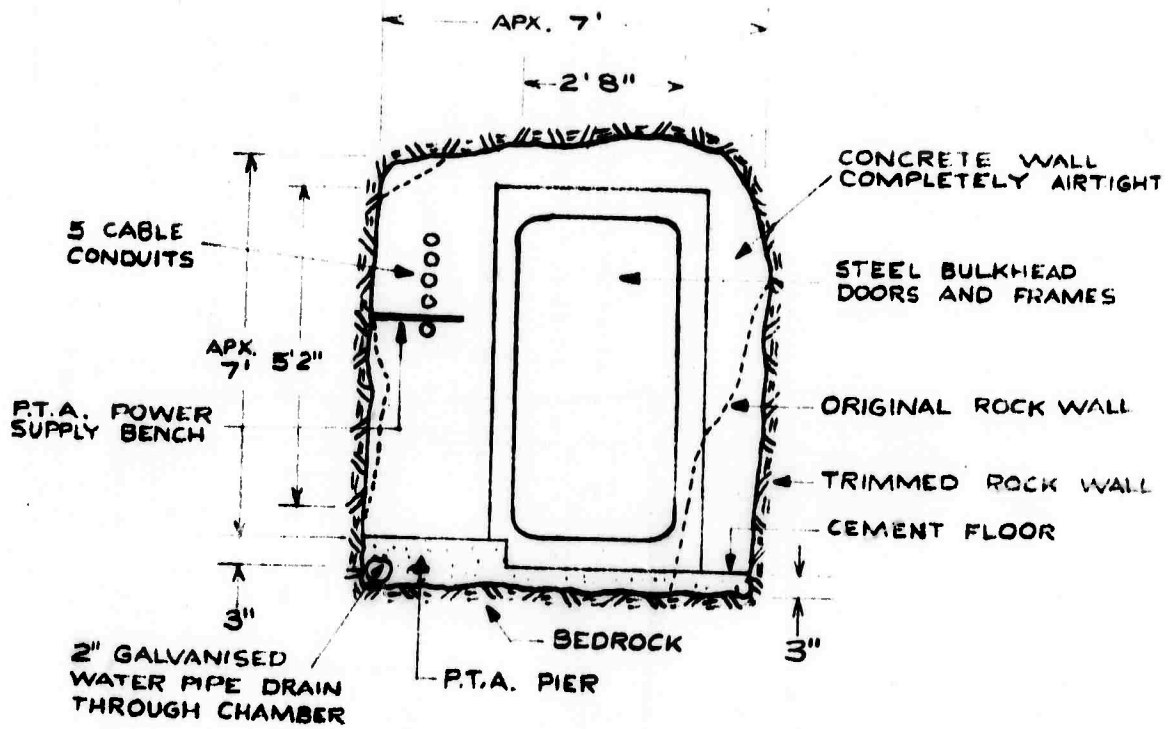 APX. 7'
2'8"
CONCRETE WALL
COMPLETELY AIRTIGHT
5 CABLE
CONDUITS
STEEL BULKHEAD
DOORS AND FRAMES
APX.
7'
5'2"
P.T.A. POWER
SUPPLY BENCH
ORIGINAL ROCK WALL
TRIMMED ROCK WALL
CEMENT FLOOR
3"
BEDROCK
3"
2" GALVANISED
WATER PIPE DRAIN
THROUGH CHAMBER
P.T.A. PIER